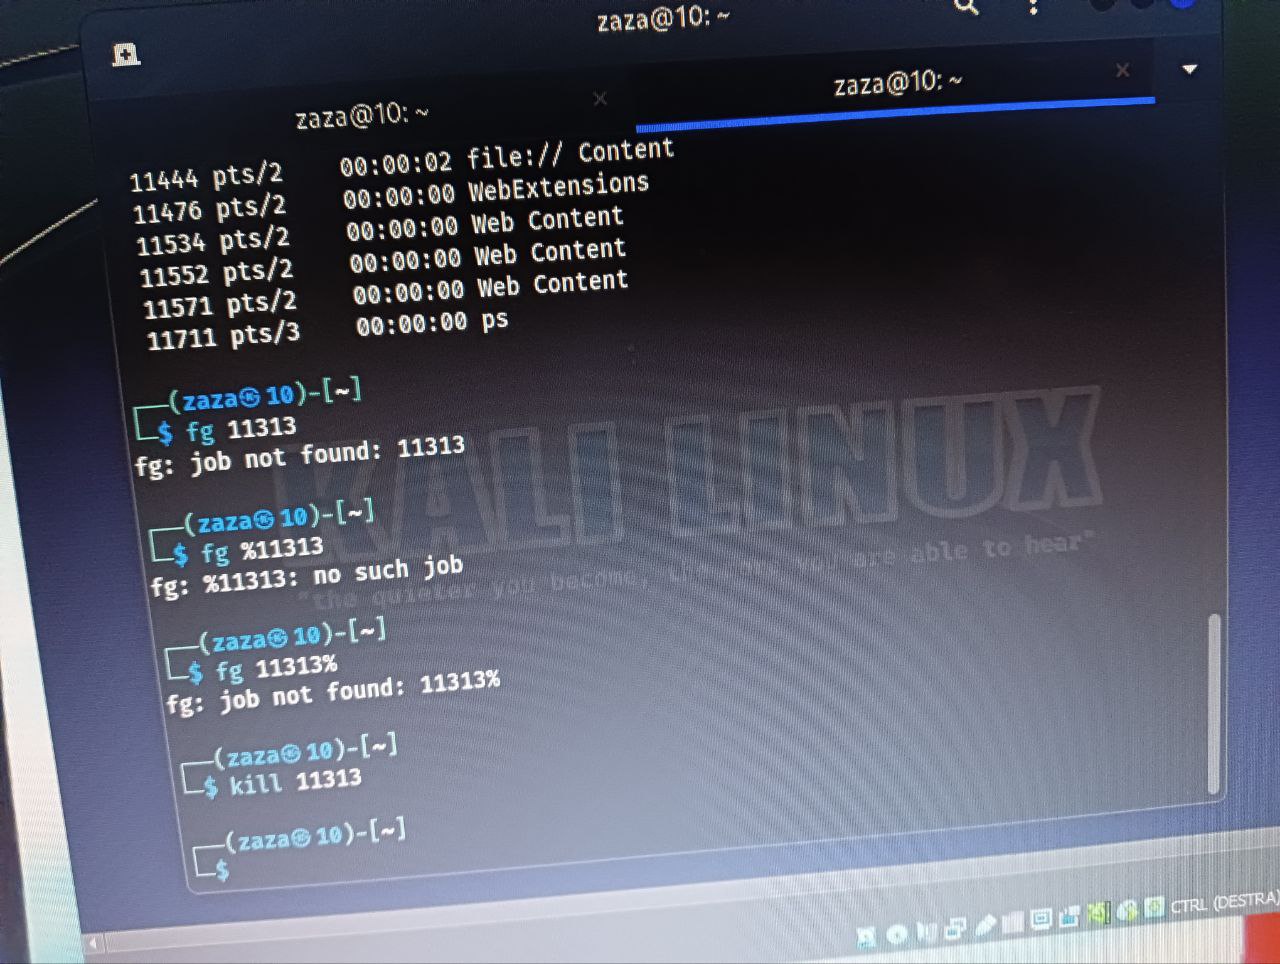 zaza@10: ~
zaza@10: ~
zaza@10: ~
11444 pts/2 00:00:02 file:// Content
11476 pts/2 00:00:00 WebExtensions
11534 pts/2 00:00:00 Web Content
11552 pts/2 00:00:00 Web Content
11571 pts/2 00:00:00 Web Content
11711 pts/3 00:00:00 ps
┌──(zaza㉿10)-[~]
└─$ fg 11313
fg: job not found: 11313
┌──(zaza㉿10)-[~]
└─$ fg %11313
fg: %11313: no such job
┌──(zaza㉿10)-[~]
└─$ fg 11313%
fg: job not found: 11313%
┌──(zaza㉿10)-[~]
└─$ kill 11313
┌──(zaza㉿10)-[~]
└─$
KALI LINUX
"the quieter you are able to hear"
CTRL (DESTRA)